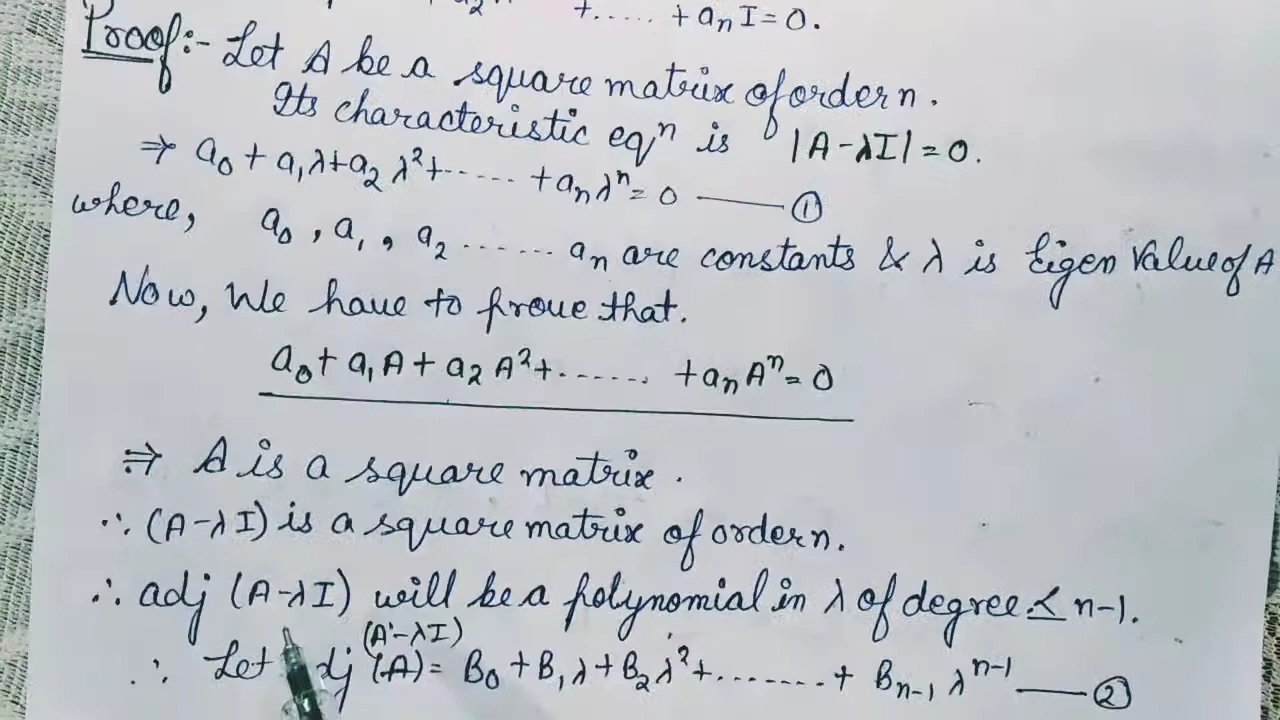 a₂ +..... + aₙI=0.
Proof:- Let A be a square matrix of order n.
Its characteristic eqⁿ is |A-λI|=0.
⇒ a₀ + a₁λ+a₂λ²+...... +aₙλⁿ=0 —— ①
where, a₀, a₁, a₂ ....... aₙ are constants & λ is Eigen Value of A
Now, We have to prove that.
a₀+ a₁A+ a₂A²+....... +aₙAⁿ=0
⇒ A is a square matrix.
∴ (A-λI) is a square matrix of order n.
∴ adj (A-λI) will be a polynomial in λ of degree ≤ n-1.
(A-λI)
∴ Let dj (A)= B₀+B₁λ+B₂λ²+........+ Bₙ₋₁λⁿ⁻¹ —— ②